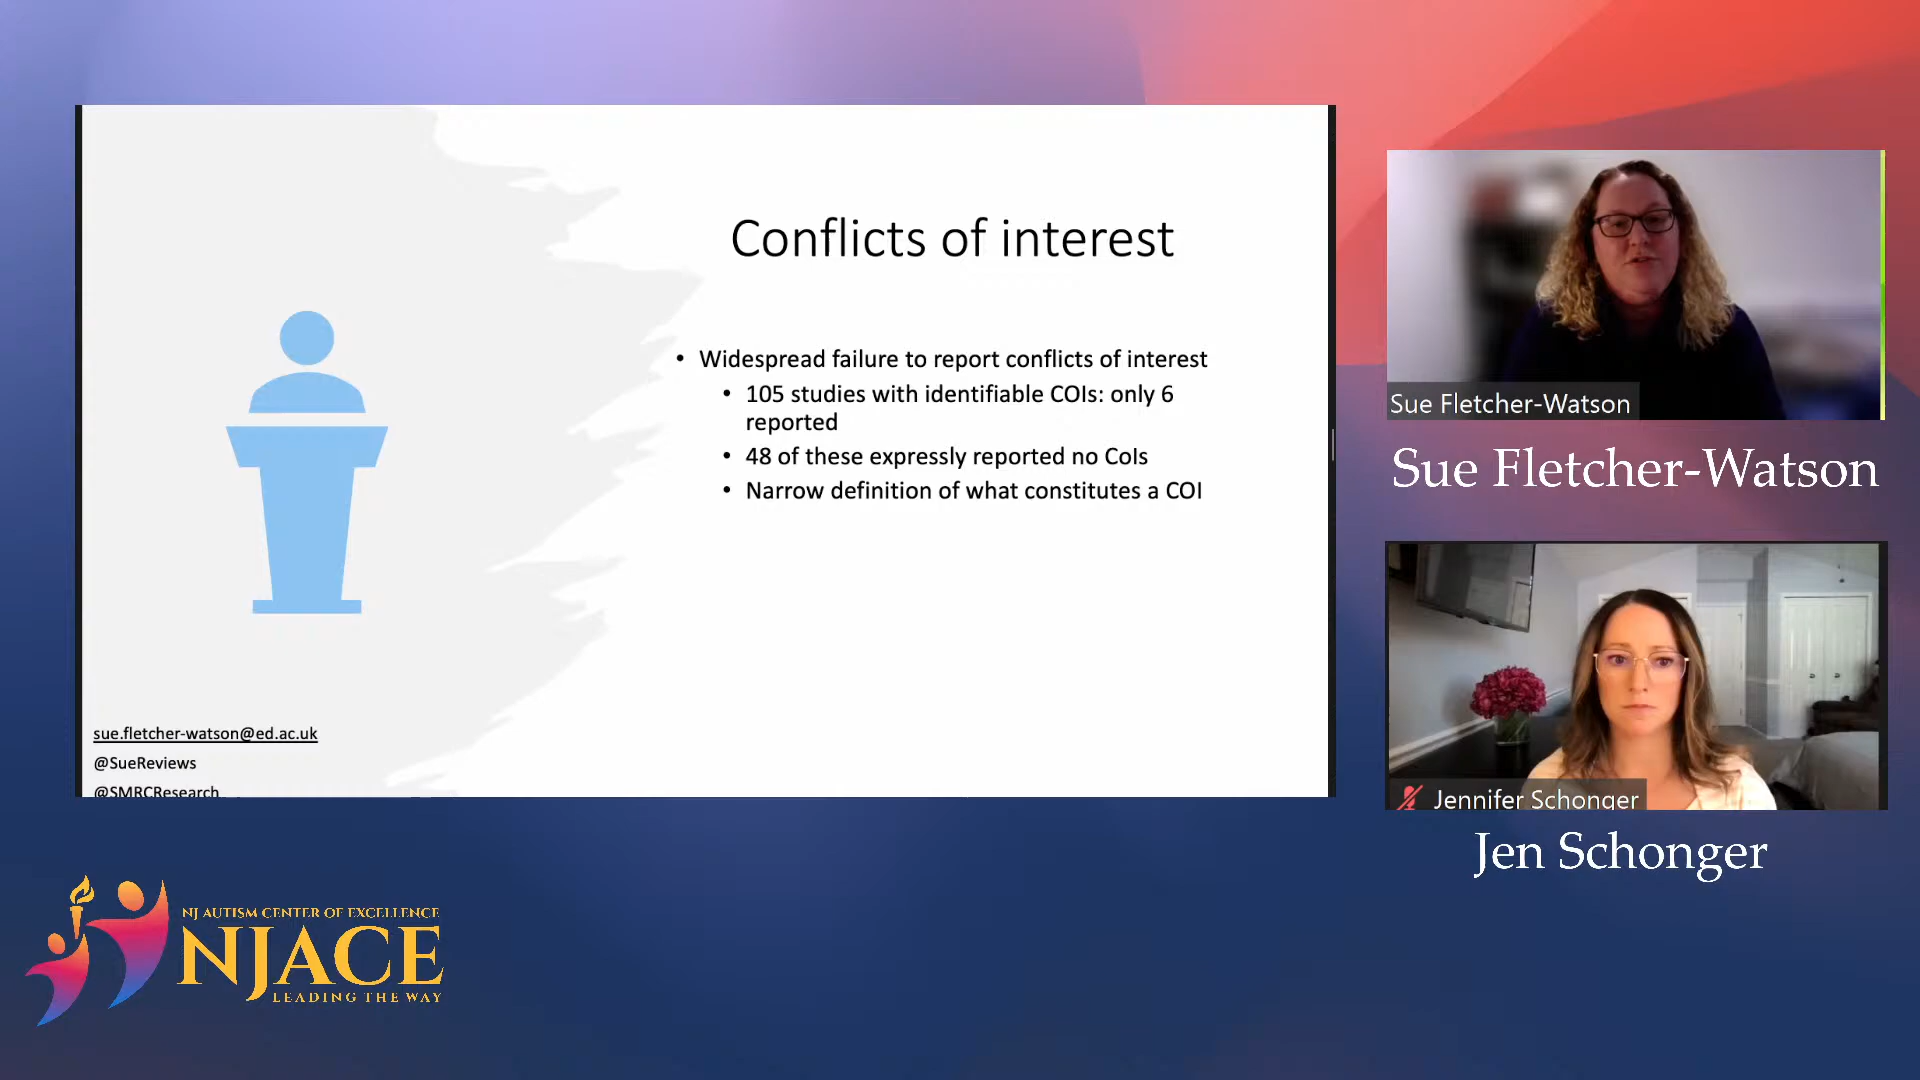 Conflicts of interest
• Widespread failure to report conflicts of interest
• 105 studies with identifiable COIs: only 6
reported
• 48 of these expressly reported no CoIs
• Narrow definition of what constitutes a COI
sue.fletcher-watson@ed.ac.uk
@SueReviews
@SMRCResearch
Sue Fletcher-Watson
Sue Fletcher-Watson
Jennifer Schonger
Jen Schonger
NJ AUTISM CENTER OF EXCELLENCE
NJACE
LEADING THE WAY